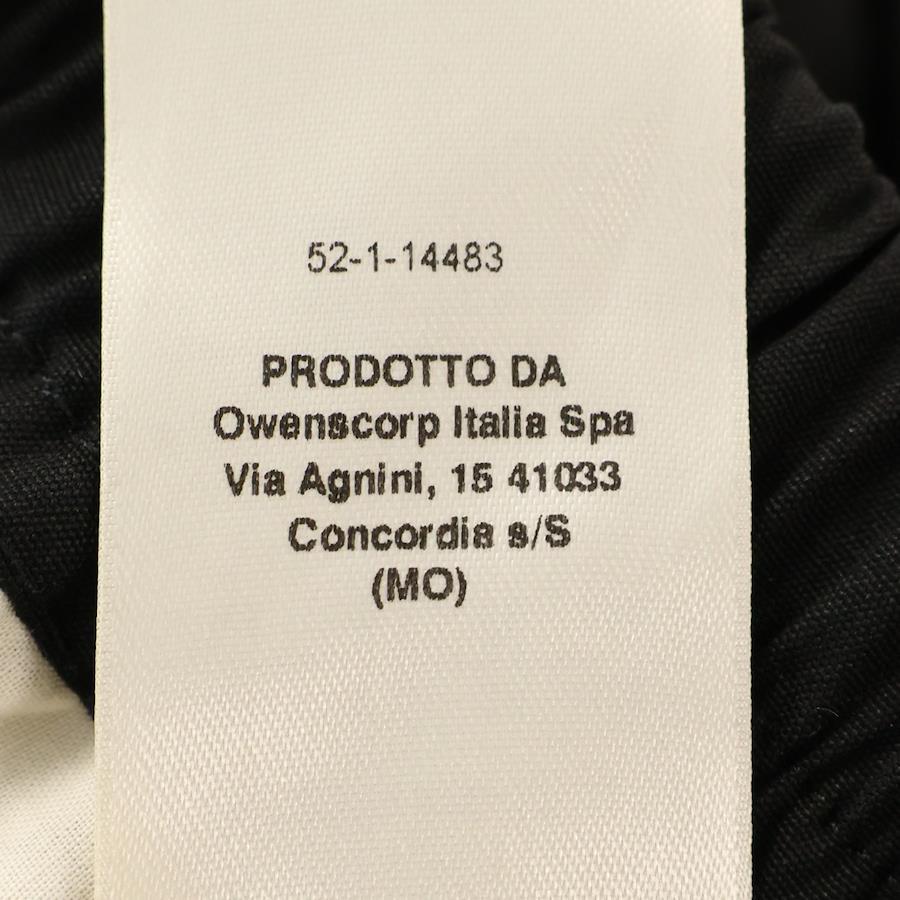 52-1-14483
PRODOTTO DA
Owenscorp Italia Spa
Via Agnini, 15 41033
Concordia s/S
(MO)